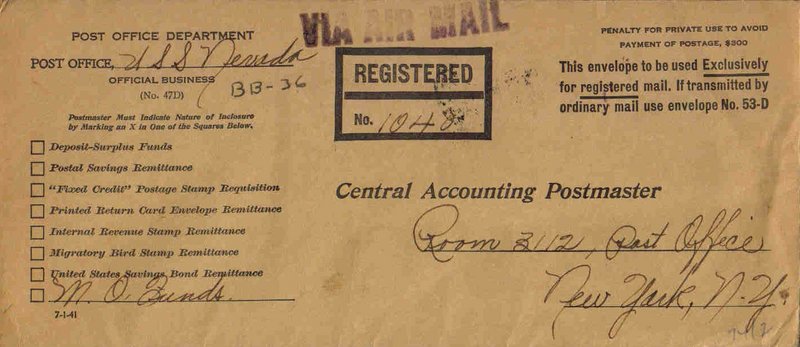 VIA AIR MAIL
POST OFFICE DEPARTMENT
POST OFFICE, USS Nevada
OFFICIAL BUSINESS
(No. 47D)
BB-36
Postmaster Must Indicate Nature of Inclosure
by Marking an X in One of the Squares Below.
Deposit-Surplus Funds
Postal Savings Remittance
"Fixed Credit" Postage Stamp Requisition
Printed Return Card Envelope Remittance
Internal Revenue Stamp Remittance
Migratory Bird Stamp Remittance
United States Savings Bond Remittance
M. O. Funds.
7-1-41
REGISTERED
No. 1040
PENALTY FOR PRIVATE USE TO AVOID
PAYMENT OF POSTAGE, $300
This envelope to be used Exclusively
for registered mail. If transmitted by
ordinary mail use envelope No. 53-D
Central Accounting Postmaster
Room 3112, Post Office
New York, N.Y.